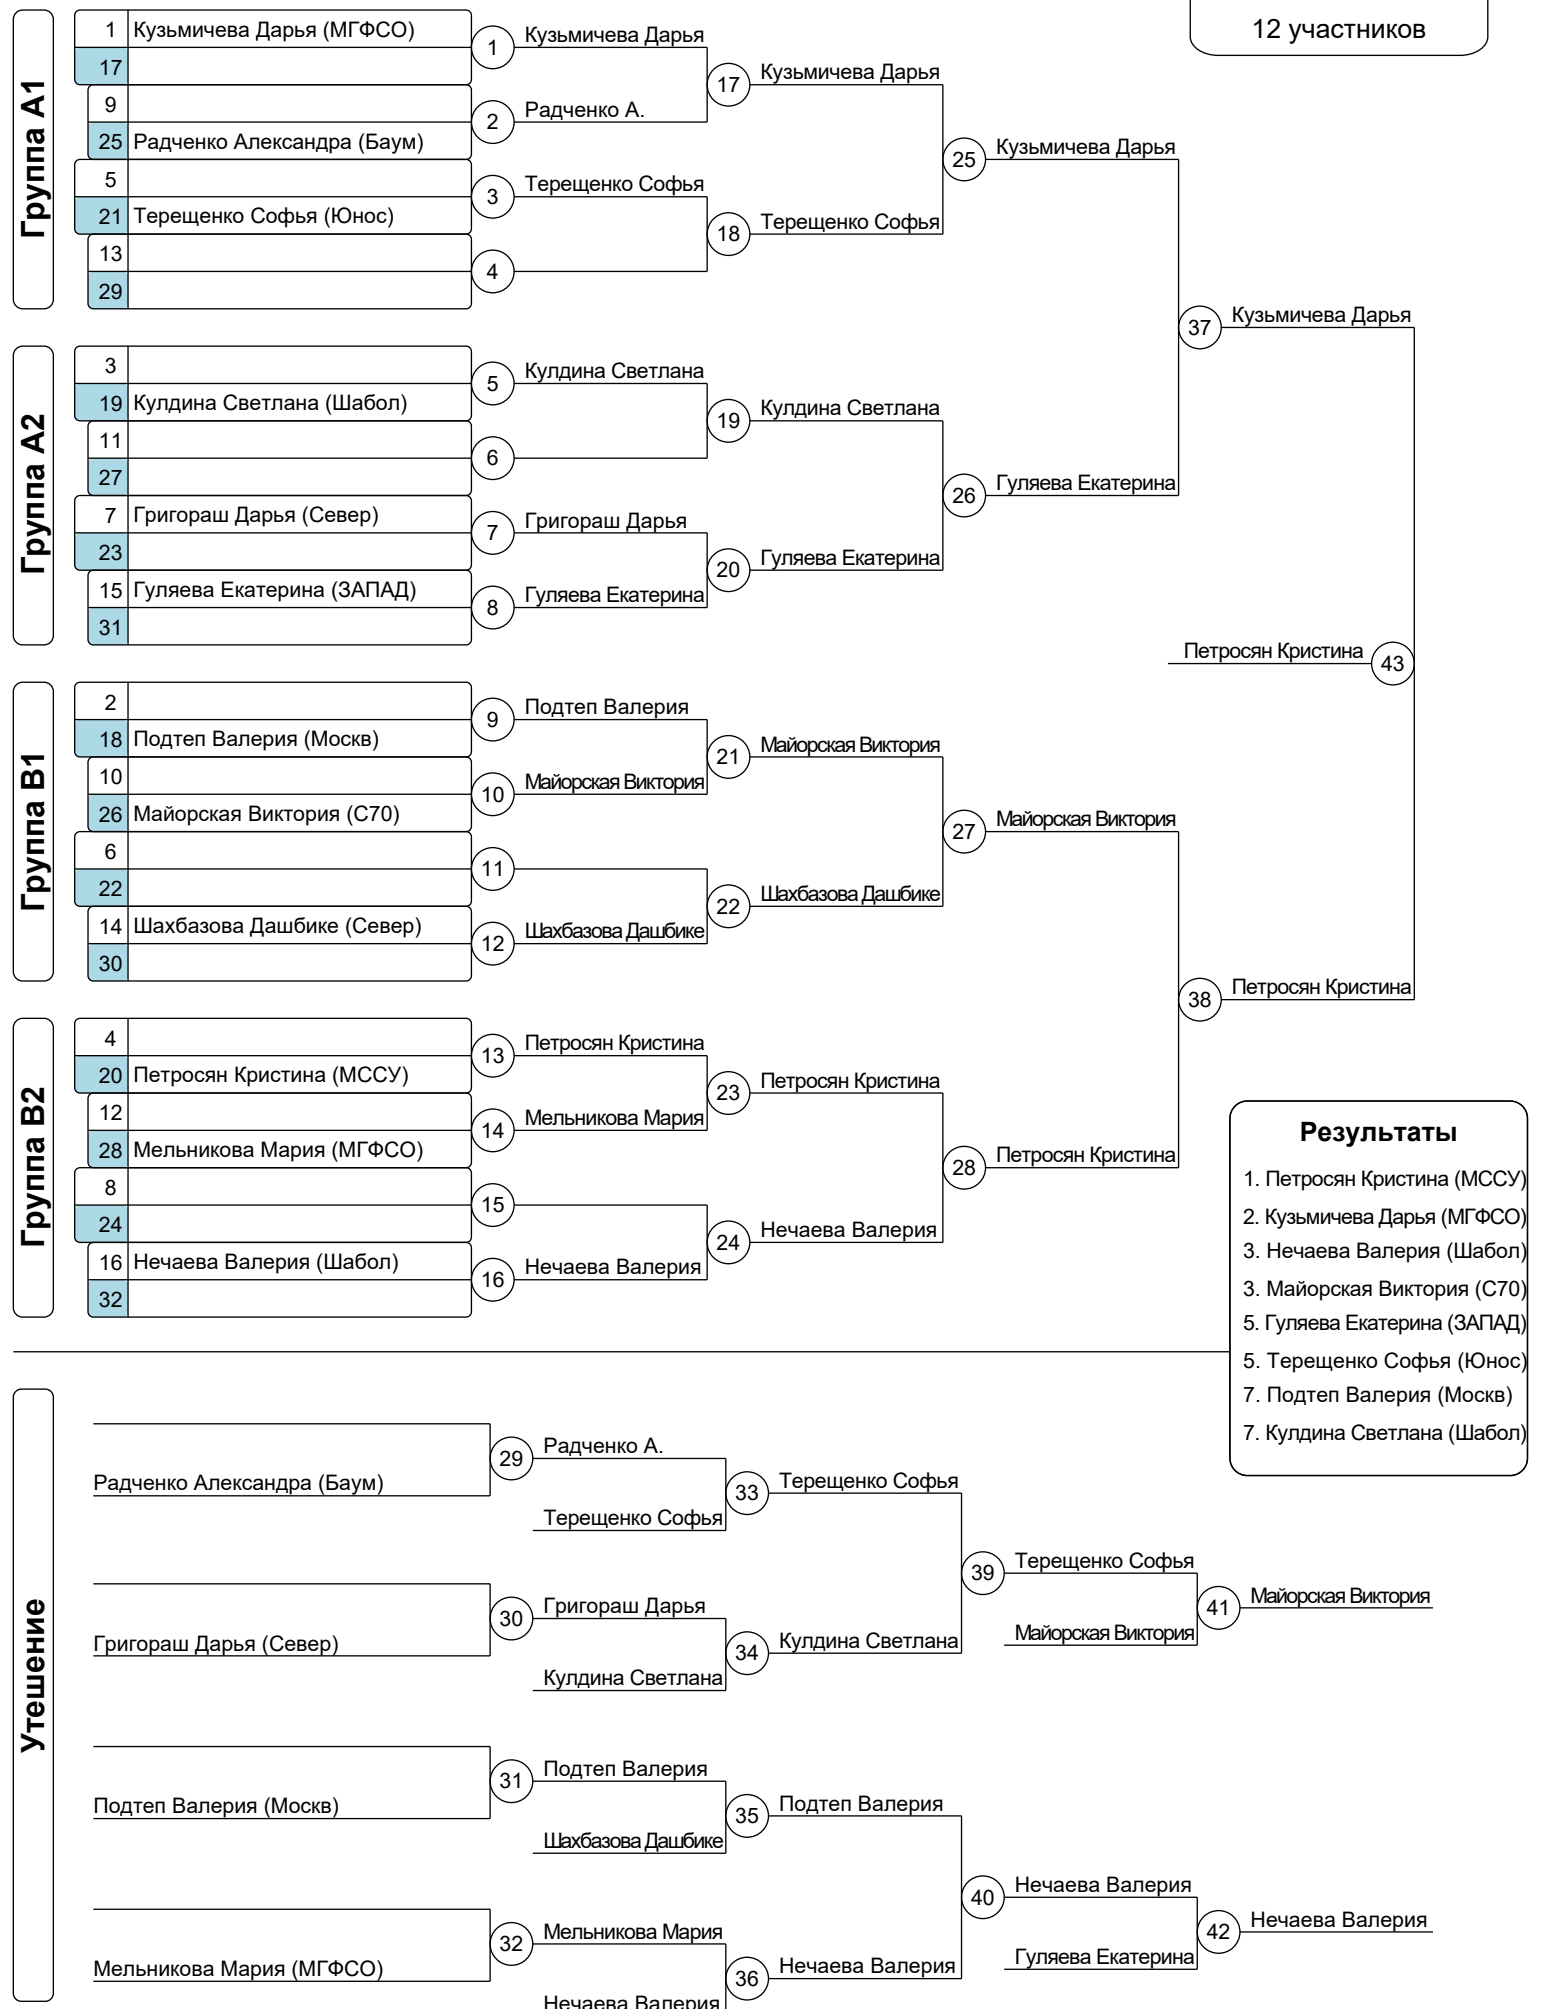 12 участников
Группа A1
1 Кузьмичева Дарья (МГФСО)
17
9
25 Радченко Александра (Баум)
5
21 Терещенко Софья (Юнос)
13
29
1 Кузьмичева Дарья
2 Радченко А.
3 Терещенко Софья
4
17 Кузьмичева Дарья
18 Терещенко Софья
25 Кузьмичева Дарья
Группа A2
3
19 Кулдина Светлана (Шабол)
11
27
7 Григораш Дарья (Север)
23
15 Гуляева Екатерина (ЗАПАД)
31
5 Кулдина Светлана
6
7 Григораш Дарья
8 Гуляева Екатерина
19 Кулдина Светлана
20 Гуляева Екатерина
26 Гуляева Екатерина
37 Кузьмичева Дарья
Петросян Кристина 43
Группа B1
2
18 Подтеп Валерия (Москв)
10
26 Майорская Виктория (С70)
6
22
14 Шахбазова Дашбике (Север)
30
9 Подтеп Валерия
10 Майорская Виктория
11
12 Шахбазова Дашбике
21 Майорская Виктория
22 Шахбазова Дашбике
27 Майорская Виктория
38 Петросян Кристина
Группа B2
4
20 Петросян Кристина (МССУ)
12
28 Мельникова Мария (МГФСО)
8
24
16 Нечаева Валерия (Шабол)
32
13 Петросян Кристина
14 Мельникова Мария
15
16 Нечаева Валерия
23 Петросян Кристина
24 Нечаева Валерия
28 Петросян Кристина
Результаты
1. Петросян Кристина (МССУ)
2. Кузьмичева Дарья (МГФСО)
3. Нечаева Валерия (Шабол)
3. Майорская Виктория (С70)
5. Гуляева Екатерина (ЗАПАД)
5. Терещенко Софья (Юнос)
7. Подтеп Валерия (Москв)
7. Кулдина Светлана (Шабол)
Утешение
Радченко Александра (Баум)
29 Радченко А.
Терещенко Софья
33 Терещенко Софья
Григораш Дарья (Север)
30 Григораш Дарья
Кулдина Светлана
34 Кулдина Светлана
39 Терещенко Софья
Майорская Виктория
41 Майорская Виктория
Подтеп Валерия (Москв)
31 Подтеп Валерия
Шахбазова Дашбике
35 Подтеп Валерия
Мельникова Мария (МГФСО)
32 Мельникова Мария
Нечаева Валерия
36 Нечаева Валерия
40 Нечаева Валерия
Гуляева Екатерина
42 Нечаева Валерия